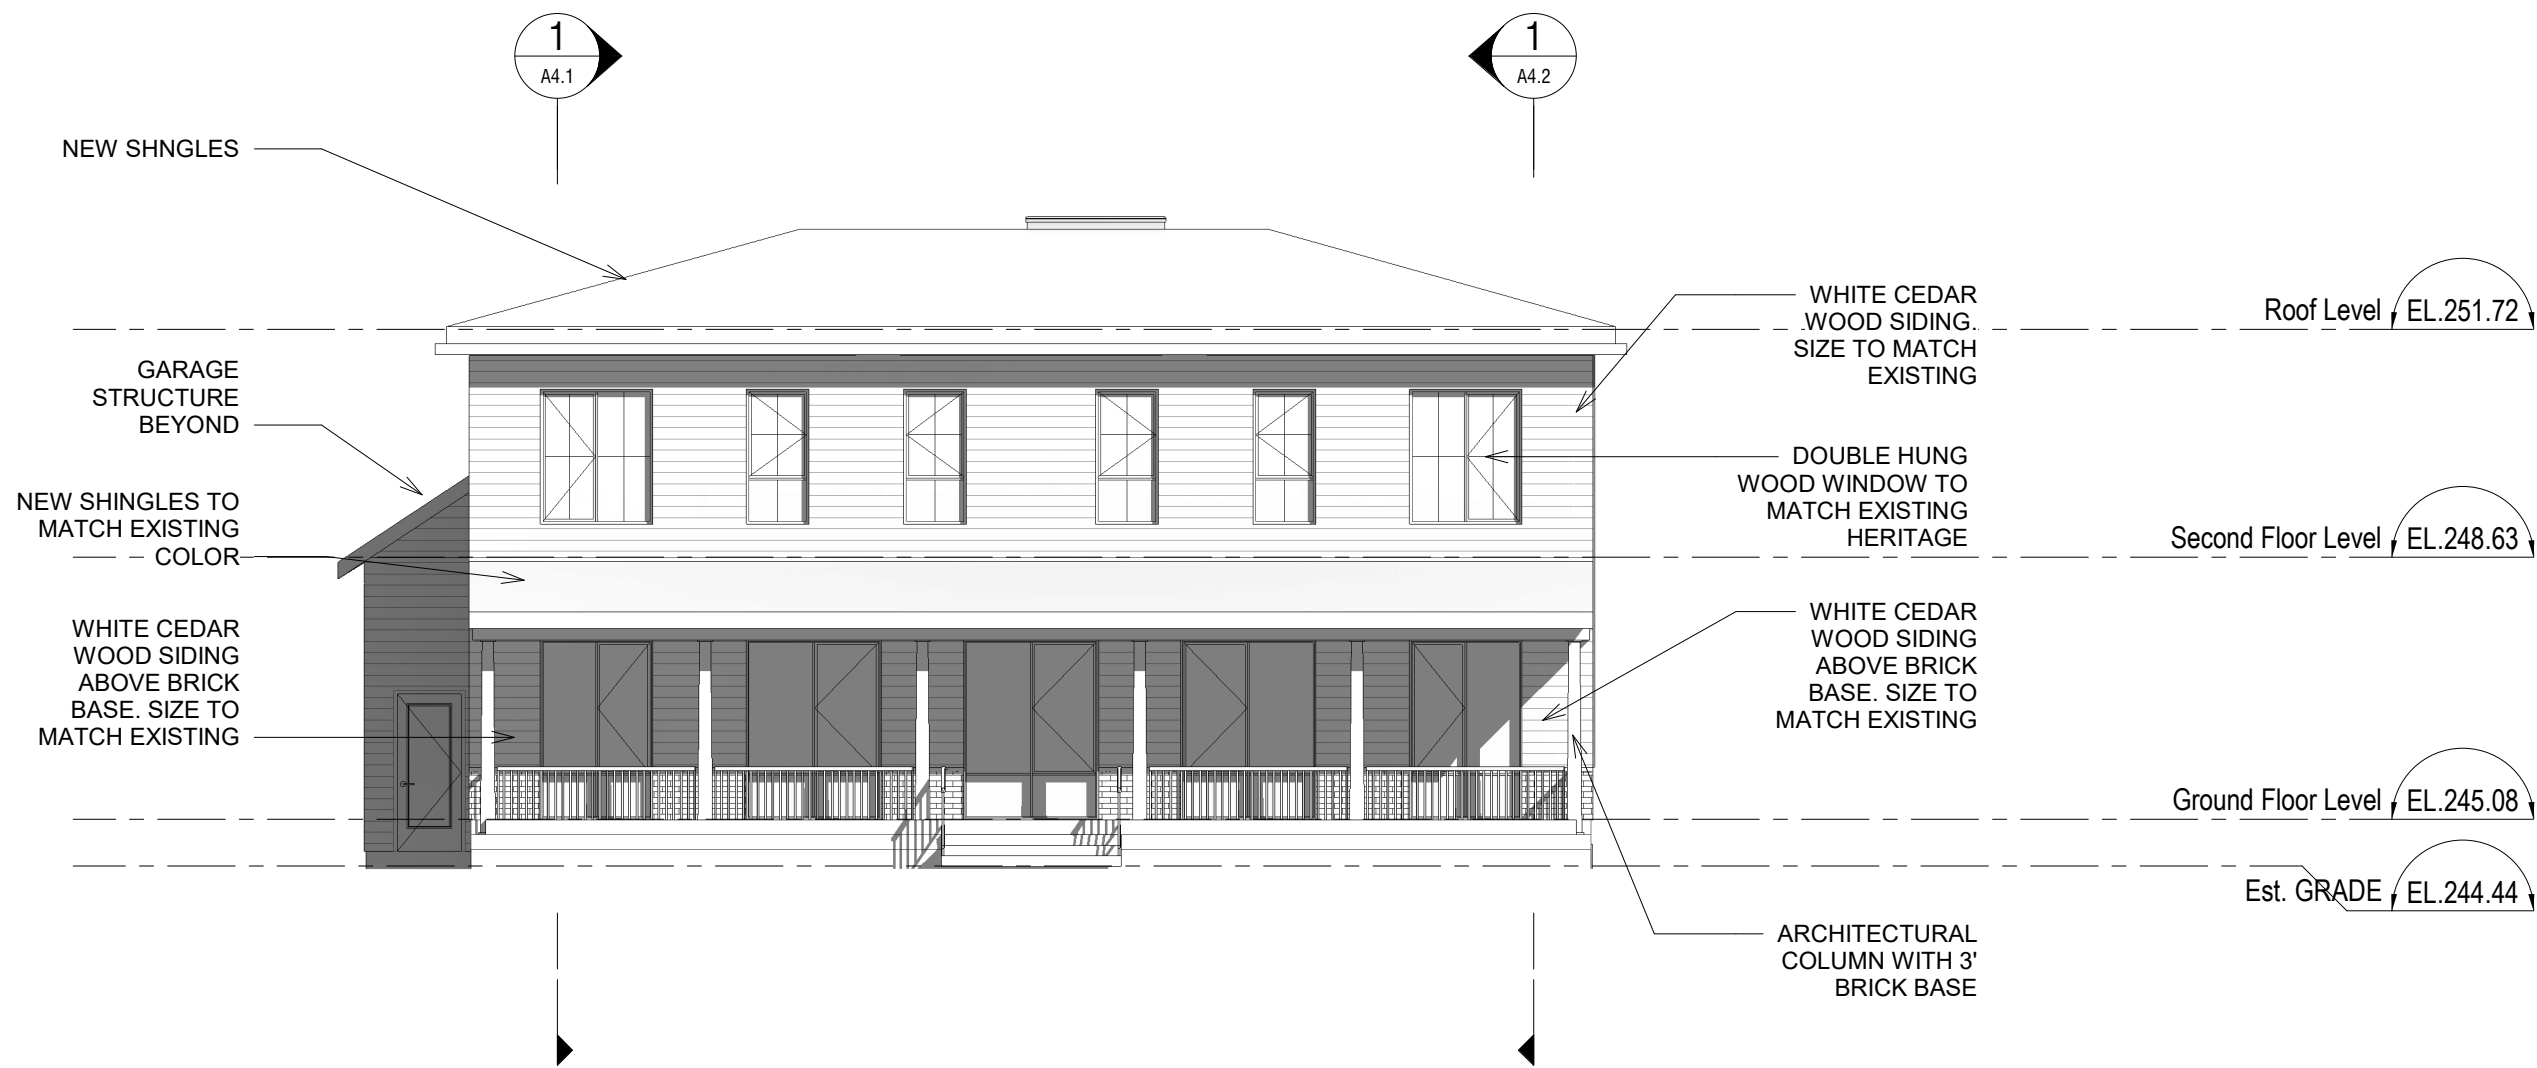 1
A4.1
1
A4.2
NEW SHNGLES
GARAGE
STRUCTURE
BEYOND
NEW SHINGLES TO
MATCH EXISTING
COLOR
WHITE CEDAR
WOOD SIDING
ABOVE BRICK
BASE. SIZE TO
MATCH EXISTING
WHITE CEDAR
WOOD SIDING.
SIZE TO MATCH
EXISTING
DOUBLE HUNG
WOOD WINDOW TO
MATCH EXISTING
HERITAGE
WHITE CEDAR
WOOD SIDING
ABOVE BRICK
BASE. SIZE TO
MATCH EXISTING
ARCHITECTURAL
COLUMN WITH 3'
BRICK BASE
Roof Level EL.251.72
Second Floor Level EL.248.63
Ground Floor Level EL.245.08
Est. GRADE EL.244.44